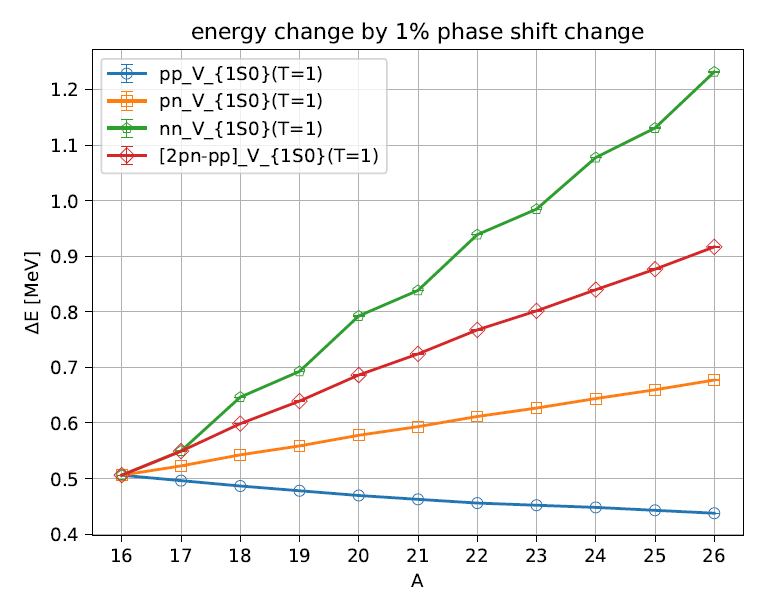 energy change by 1% phase shift change
pp_V_{1S0}(T=1)
pn_V_{1S0}(T=1)
nn_V_{1S0}(T=1)
[2pn-pp]_V_{1S0}(T=1)
ΔE [MeV]
1.2
1.1
1.0
0.9
0.8
0.7
0.6
0.5
0.4
16 17 18 19 20 21 22 23 24 25 26
A